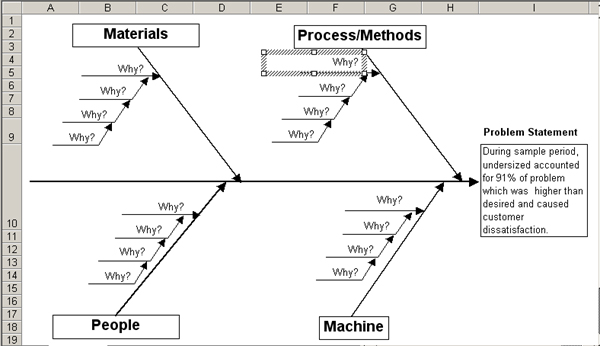 A B C D E F G H I
1
2
3
4
5
6
7
8
9
10
11
12
13
14
15
16
17
18
19
Materials
Process/Methods
Why?
Why?
Why?
Why?
Why?
Why?
Why?
Why?
Problem Statement
During sample period,
undersized accounted
for 91% of problem
which was higher than
desired and caused
customer
dissatisfaction.
Why?
Why?
Why?
Why?
Why?
Why?
Why?
Why?
People
Machine